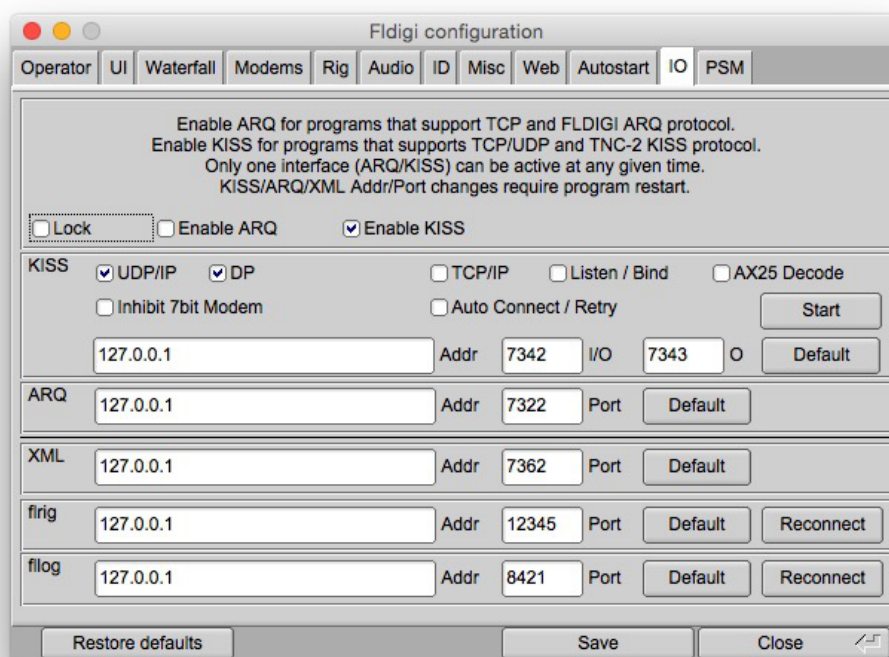 Fldigi configuration
Operator UI Waterfall Modems Rig Audio ID Misc Web Autostart IO PSM
Enable ARQ for programs that support TCP and FLDIGI ARQ protocol.
Enable KISS for programs that supports TCP/UDP and TNC-2 KISS protocol.
Only one interface (ARQ/KISS) can be active at any given time.
KISS/ARQ/XML Addr/Port changes require program restart.
Lock Enable ARQ Enable KISS
KISS UDP/IP DP TCP/IP Listen / Bind AX25 Decode
Inhibit 7bit Modem Auto Connect / Retry Start
127.0.0.1 Addr 7342 I/O 7343 O Default
ARQ 127.0.0.1 Addr 7322 Port Default
XML 127.0.0.1 Addr 7362 Port Default
flrig 127.0.0.1 Addr 12345 Port Default Reconnect
fllog 127.0.0.1 Addr 8421 Port Default Reconnect
Restore defaults Save Close